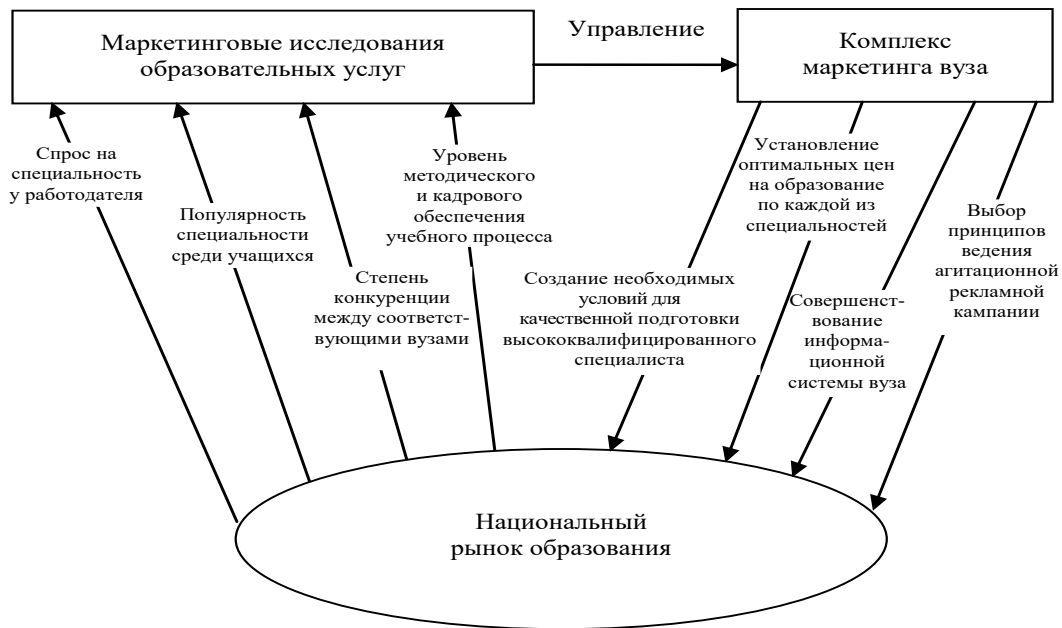 Маркетинговые исследования
образовательных услуг
Управление
Комплекс
маркетинга вуза
Спрос на
специальность
у работодателя
Популярность
специальности
среди учащихся
Степень
конкуренции
между соответст-
вующими вузами
Уровень
методического
и кадрового
обеспечения
учебного процесса
Создание необходимых
условий для
качественной подготовки
высококвалифицированного
специалиста
Установление
оптимальных цен
на образование
по каждой из
специальностей
Совершенст-
вование
информа-
ционной
системы вуза
Выбор
принципов
ведения
агитационной
рекламной
кампании
Национальный
рынок образования